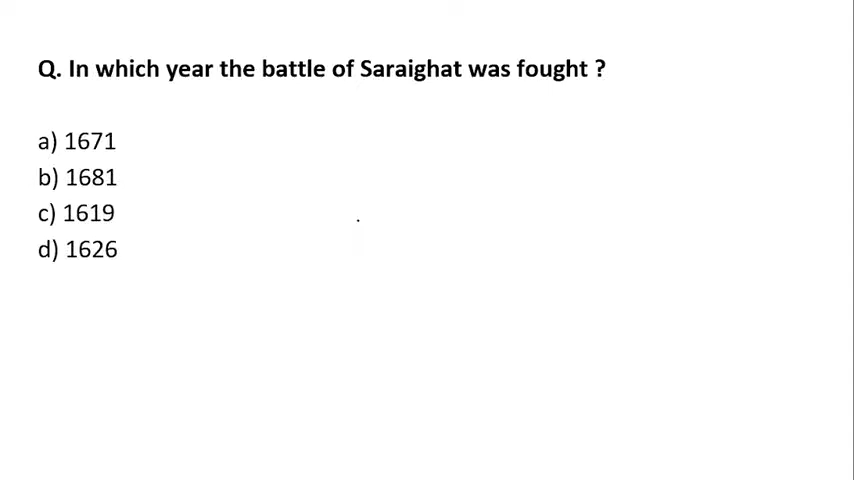 Q. In which year the battle of Saraighat was fought ?
a) 1671
b) 1681
c) 1619
d) 1626